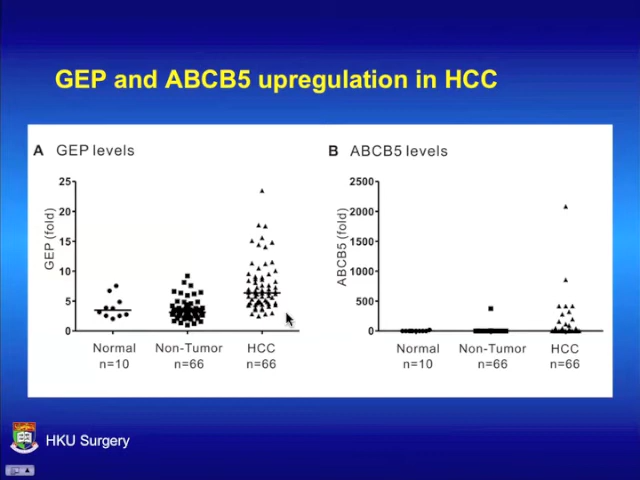 GEP and ABCB5 upregulation in HCC
A GEP levels
GEP (fold)
25
20
15
10
5
0
Normal Non-Tumor HCC
n=10 n=66 n=66
B ABCB5 levels
ABCB5 (fold)
2500
2000
1500
1000
500
0
Normal Non-Tumor HCC
n=10 n=66 n=66
HKU Surgery